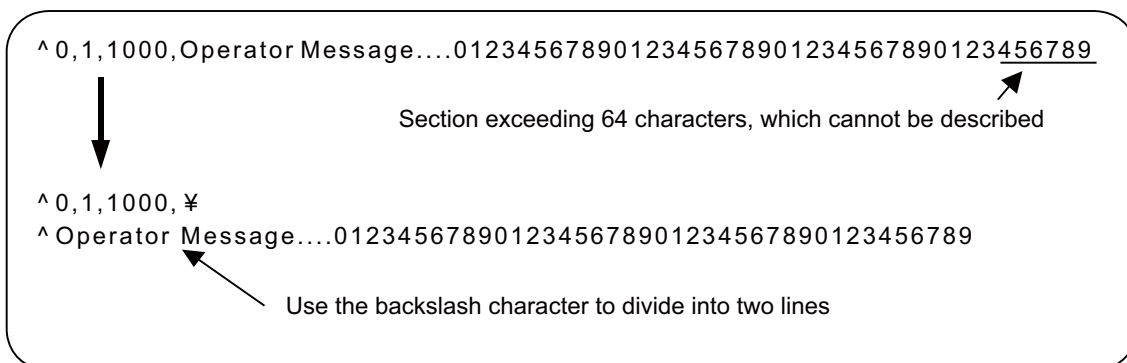 ^ 0,1,1000,Operator Message....0123456789012345678901234567890123456789
Section exceeding 64 characters, which cannot be described
^ 0,1,1000, ¥
^ Operator Message....0123456789012345678901234567890123456789
Use the backslash character to divide into two lines